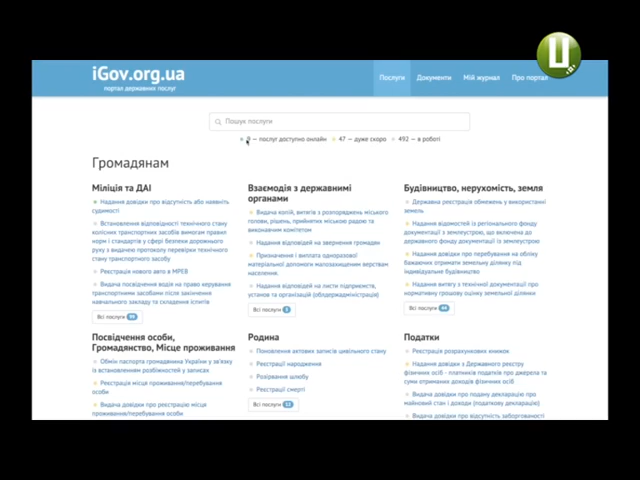 Ц
iGov.org.ua
портал державних послуг
Послуги
Документи
Мій журнал
Про портал
Пошук послуги
9 — послуг доступно онлайн
47 — дуже скоро
492 — в роботі
Громадянам
Міліція та ДАІ
Надання довідки про відсутність або наявність
судимості
Встановлення відповідності технічного стану
колісних транспортних засобів вимогам правил,
норм і стандартів у сфері безпеки дорожнього
руху з видачею протоколу перевірки технічного
стану транспортного засобу
Реєстрація нового авто в МРЕВ
Видача посвідчення водія на право керування
транспортними засобами після закінчення
навчального закладу та складання іспитів
Всі послуги
Взаємодія з державними
органами
Видача копій, витягів з розпоряджень міського
голови, рішень, прийнятих міською радою та
виконавчим комітетом
Надання відповідей на звернення громадян
Призначення і виплата одноразової
матеріальної допомоги малозахищеним верствам
населення.
Надання відповідей на листи підприємств,
установ та організацій (облдержадміністрація)
Всі послуги
Будівництво, нерухомість, земля
Державна реєстрація обмежень у використанні
земель
Надання відомостей із регіонального фонду
документації з землеустрою, що включена до
державного фонду документації із землеустрою
Надання довідки про перебування на обліку
бажаючих отримати земельну ділянку під
індивідуальне будівництво
Надання витягу з технічної документації про
нормативну грошову оцінку земельної ділянки
Всі послуги
Посвідчення особи,
Громадянство, Місце проживання
Обмін паспорта громадянина України у зв'язку
із встановленням розбіжностей у записах
Реєстрація місця проживання/перебування
особи
Видача довідки про реєстрацію місця
проживання/перебування особи
Родина
Поновлення актових записів цивільного стану
Реєстрації народження
Розірвання шлюбу
Реєстрації смерті
Всі послуги
Податки
Реєстрація розрахункових книжок
Надання довідки з Державного реєстру
фізичних осіб - платників податків про джерела та
суми отриманих доходів фізичних осіб
Видача довідки про подану декларацію про
майновий стан і доходи (податкову декларацію)
Видача довідки про відсутність заборгованості